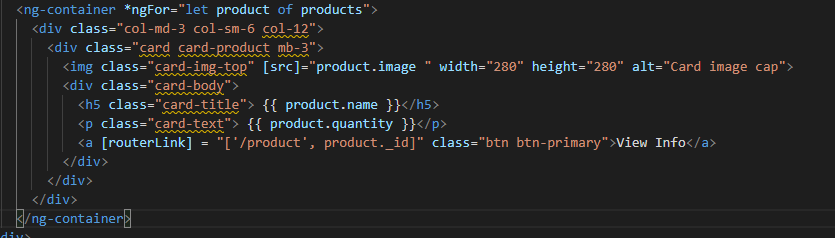 <ng-container *ngFor="let product of products">
<div class="col-md-3 col-sm-6 col-12">
<div class="card card-product mb-3">
<img class="card-img-top" [src]="product.image " width="280" height="280" alt="Card image cap">
<div class="card-body">
<h5 class="card-title"> {{ product.name }}</h5>
<p class="card-text"> {{ product.quantity }}</p>
<a [routerLink] = "['/product', product._id]" class="btn btn-primary">View Info</a>
</div>
</div>
</div>
</ng-container>
div>